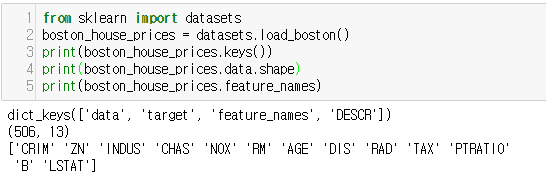 1 from sklearn import datasets
2 boston_house_prices = datasets.load_boston()
3 print(boston_house_prices.keys())
4 print(boston_house_prices.data.shape)
5 print(boston_house_prices.feature_names)
dict_keys(['data', 'target', 'feature_names', 'DESCR'])
(506, 13)
['CRIM' 'ZN' 'INDUS' 'CHAS' 'NOX' 'RM' 'AGE' 'DIS' 'RAD' 'TAX' 'PTRATIO'
 'B' 'LSTAT']